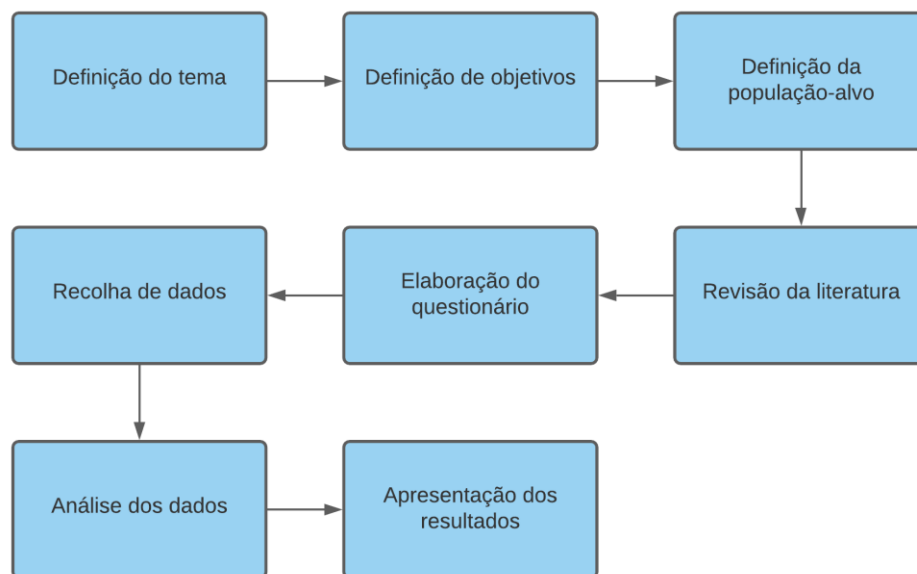 Definição do tema
Definição de objetivos
Definição da
população-alvo
Revisão da literatura
Elaboração do
questionário
Recolha de dados
Análise dos dados
Apresentação dos
resultados